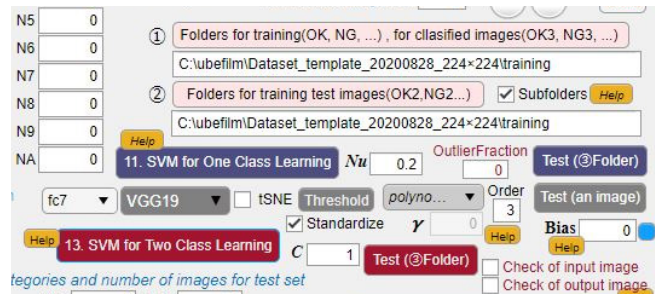 N5 0
① Folders for training(OK, NG, ...) , for cllasified images(OK3, NG3, ...)
N6 0
C:\ubefilm\Dataset_template_20200828_224×224\training
N7 0
② Folders for training test images(OK2,NG2...) Subfolders Help
N8 0
C:\ubefilm\Dataset_template_20200828_224×224\training
N9 0
Help
OutlierFraction
NA 0 11. SVM for One Class Learning Nu 0.2 0 Test (③Folder)
fc7 VGG19 tSNE Threshold polyno... Order Test (an image)
3
Standardize γ 0 Help Bias 0
Help 13. SVM for Two Class Learning C 1 Test (③Folder) Help
Check of input image
tegories and number of images for test set
Check of output image